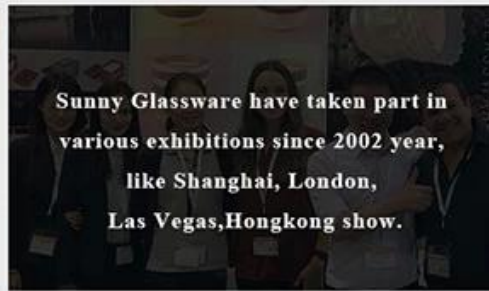 Sunny Glassware have taken part in
various exhibitions since 2002 year,
like Shanghai, London,
Las Vegas,Hongkong show.